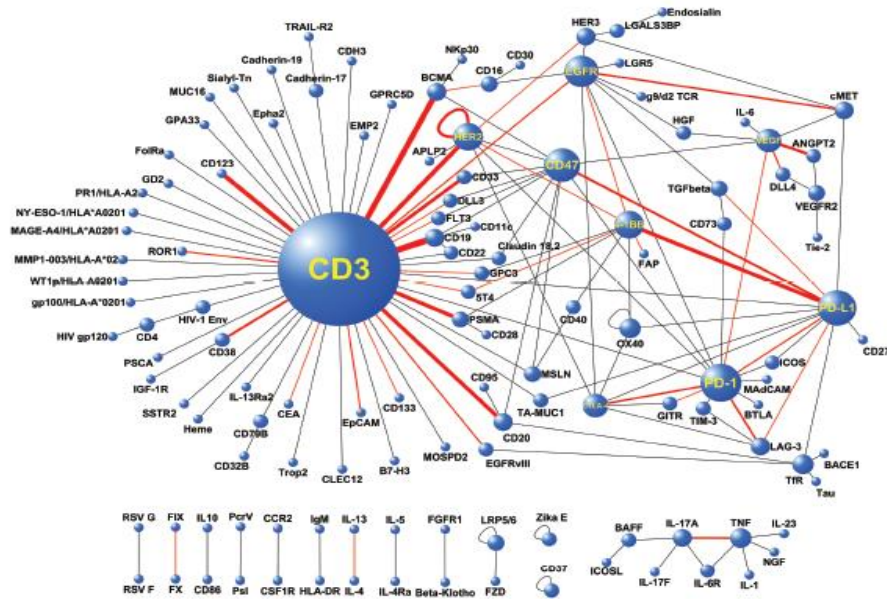 Endosialin
HER3
LGALS3BP
TRAIL-R2
Cadherin-19
CDH3
NKp30
CD30
BCMA
CD16
EGFR
LGR5
Sialyl-Tn
Cadherin-17
MUC16
GPRC5D
g9/d2 TCR
cMET
GPA33
Epha2
EMP2
HER2
APLP2
HGF
IL-6
VEGF
ANGPT2
FolRa
CD123
CD47
DLL4
GD2
CD33
TGFbeta
VEGFR2
PR1/HLA-A2
DLL3
NY-ESO-1/HLA*A0201
FLT3
CD11c
CD73
MAGE-A4/HLA*A0201
CD19
Tie-2
ROR1
CD22
Claudin 18.2
FAP
MMP1-003/HLA-A*02
CD3
GPC3
WT1p/HLA-A0201
5T4
gp100/HLA-A*0201
PD-L1
HIV-1 Env
PSMA
HIV gp120
CD4
CD28
CD40
OX40
CD38
CD27
PSCA
MSLN
ICOS
IGF-1R
CD95
PD-1
MAdCAM
IL-13Ra2
SSTR2
CEA
CD133
TA-MUC1
GITR
BTLA
Heme
EpCAM
TIM-3
CD79B
CD20
LAG-3
CD32B
MOSPD2
EGFRvIII
BACE1
Trop2
CLEC12
B7-H3
TfR
Tau
RSV G
FIX
IL10
PcrV
CCR2
IgM
IL-13
IL-5
FGFR1
LRP5/6
Zika E
BAFF
IL-17A
TNF
IL-23
ICOSL
IL-17F
IL-6R
IL-1
NGF
CD37
RSV F
FX
CD86
Psl
CSF1R
HLA-DR
IL-4
IL-4Ra
Beta-Klotho
FZD